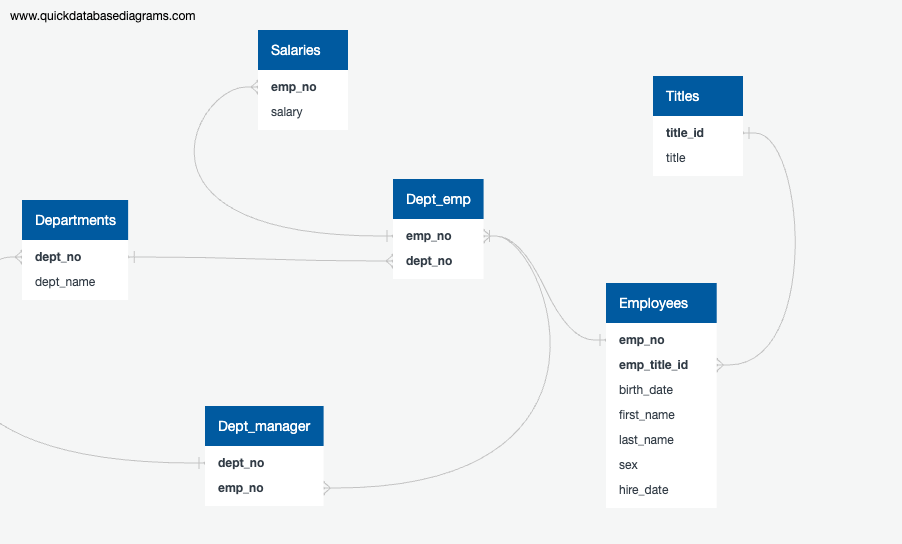 www.quickdatabasediagrams.com
Salaries
emp_no
salary
Titles
title_id
title
Dept_emp
emp_no
dept_no
Departments
dept_no
dept_name
Employees
emp_no
emp_title_id
birth_date
first_name
last_name
sex
hire_date
Dept_manager
dept_no
emp_no